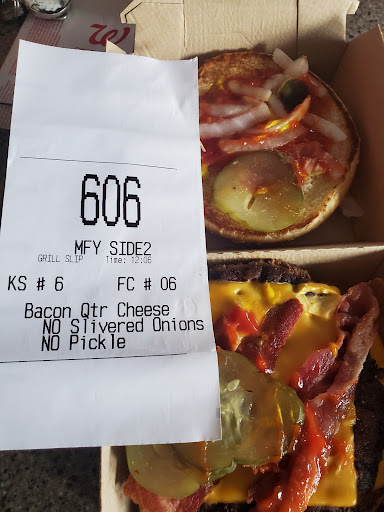 606
MFY SIDE2
GRILL SLIP Time: 12:06
KS # 6 FC # 06
Bacon Qtr Cheese
NO Slivered Onions
NO Pickle